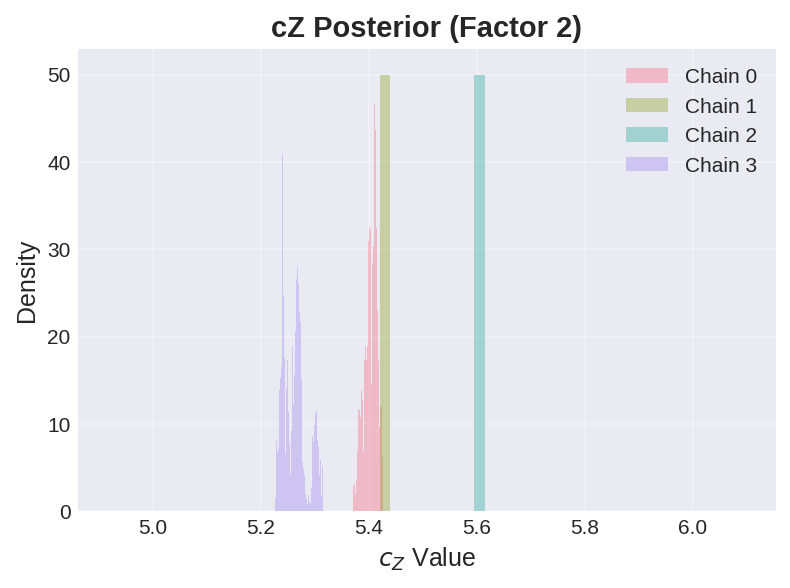 cZ Posterior (Factor 2)
50
40
30
20
10
0
Density
Chain 0
Chain 1
Chain 2
Chain 3
5.0 5.2 5.4 5.6 5.8 6.0
c_Z Value